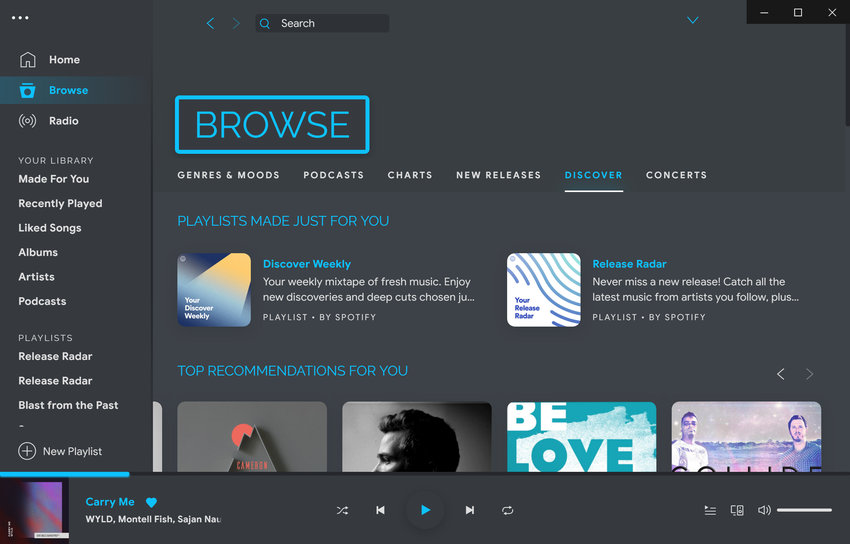 Search
Home
Browse
Radio
YOUR LIBRARY
Made For You
Recently Played
Liked Songs
Albums
Artists
Podcasts
PLAYLISTS
Release Radar
Release Radar
Blast from the Past
New Playlist
BROWSE
GENRES & MOODS
PODCASTS
CHARTS
NEW RELEASES
DISCOVER
CONCERTS
PLAYLISTS MADE JUST FOR YOU
Your
Discover
Weekly
Discover Weekly
Your weekly mixtape of fresh music. Enjoy
new discoveries and deep cuts chosen ju...
PLAYLIST • BY SPOTIFY
Your
Release
Radar
Release Radar
Never miss a new release! Catch all the
latest music from artists you follow, plus...
PLAYLIST • BY SPOTIFY
TOP RECOMMENDATIONS FOR YOU
CAMERON
BE
LOVE
COLLIDE
Carry Me
WYLD, Montell Fish, Sajan Nau